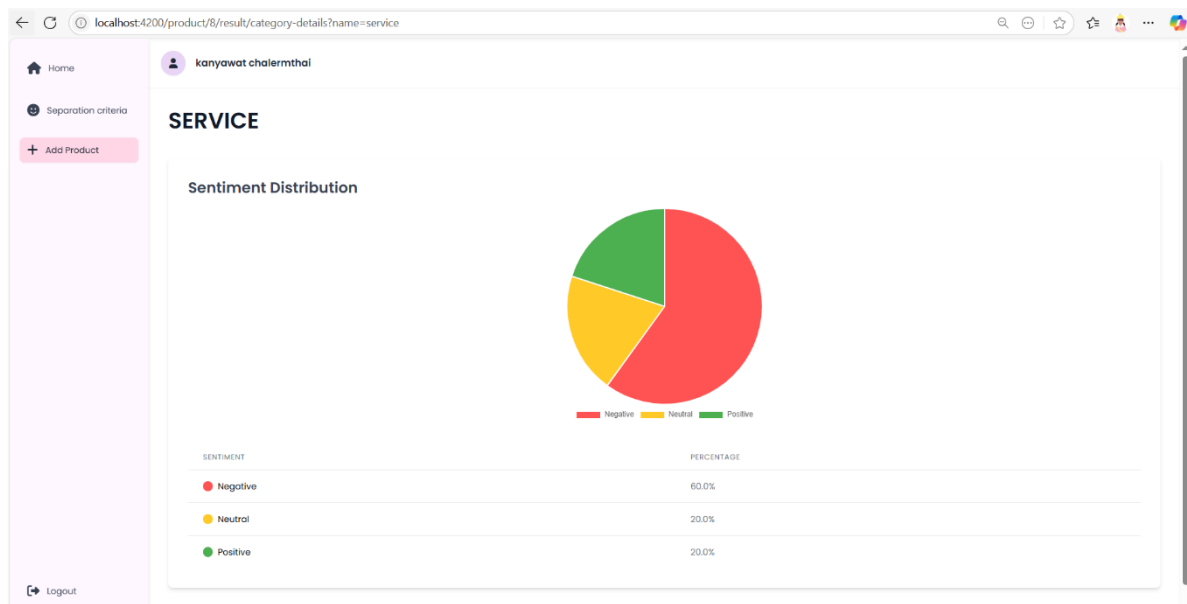 localhost:4200/product/8/result/category-details?name=service
Home
Separation criteria
Add Product
Logout
kanyawat chalermthai
SERVICE
Sentiment Distribution
Negative Neutral Positive
SENTIMENT PERCENTAGE
Negative 60.0%
Neutral 20.0%
Positive 20.0%